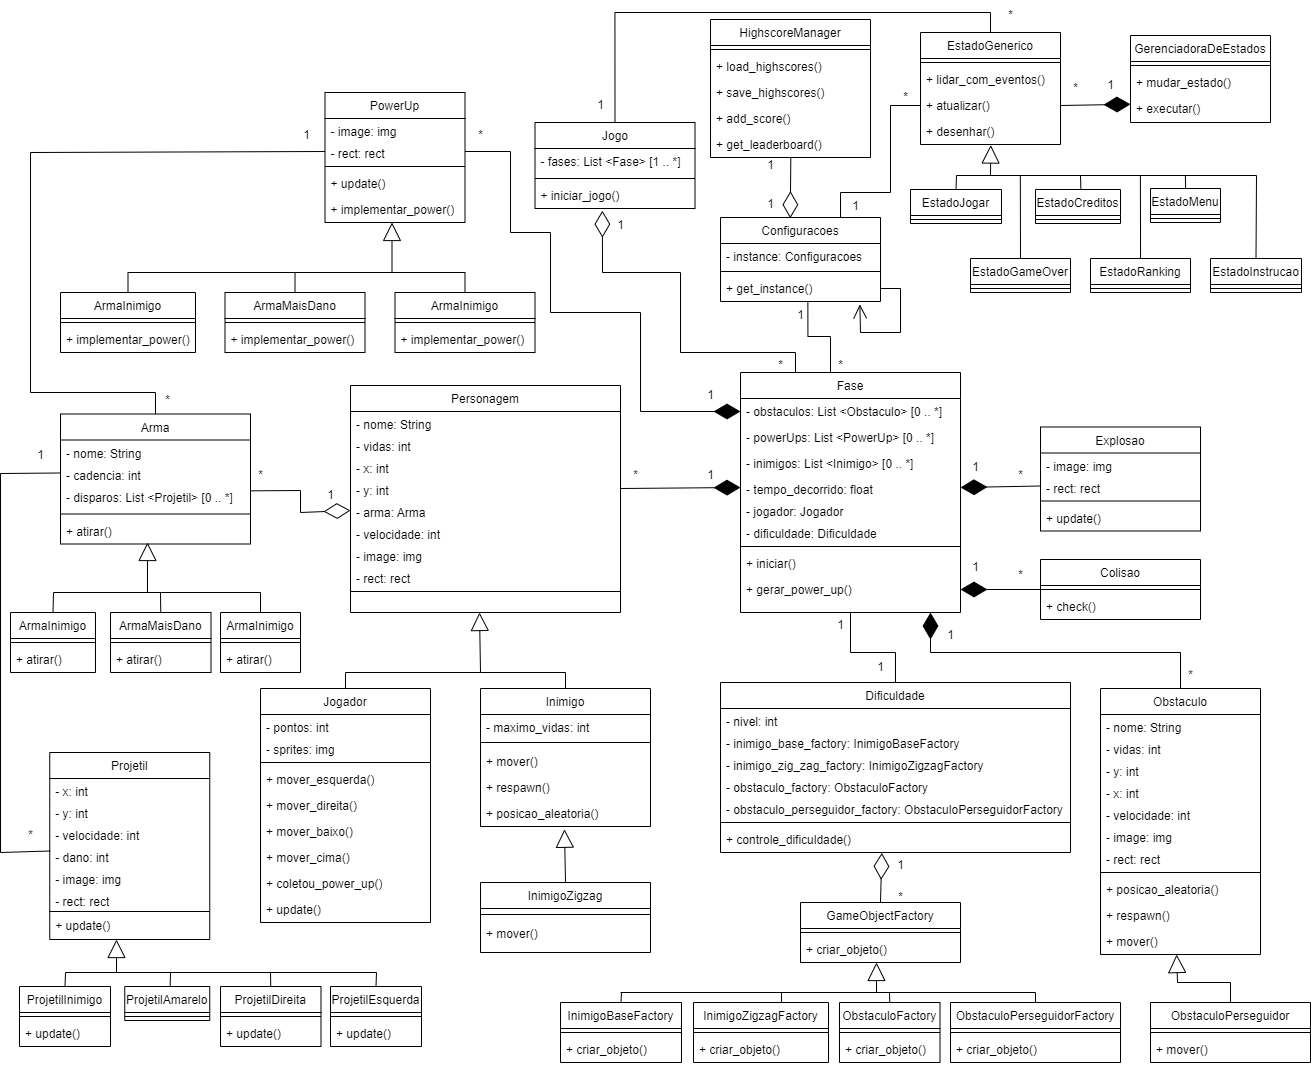 PowerUp
- image: img
- rect: rect
+ update()
+ implementar_power()
1
*
ArmaInimigo
+ implementar_power()
ArmaMaisDano
+ implementar_power()
ArmaInimigo
+ implementar_power()
Jogo
- fases: List <Fase> [1 .. *]
+ iniciar_jogo()
1
1
*
HighscoreManager
+ load_highscores()
+ save_highscores()
+ add_score()
+ get_leaderboard()
1
1
Configuracoes
- instance: Configuracoes
+ get_instance()
1
*
1
*
EstadoGenerico
+ lidar_com_eventos()
+ atualizar()
+ desenhar()
*
*
1
GerenciadoraDeEstados
+ mudar_estado()
+ executar()
EstadoJogar
EstadoCreditos
EstadoMenu
EstadoGameOver
EstadoRanking
EstadoInstrucao
*
Arma
- nome: String
- cadencia: int
- disparos: List <Projetil> [0 .. *]
+ atirar()
1
*
1
ArmaInimigo
+ atirar()
ArmaMaisDano
+ atirar()
ArmaInimigo
+ atirar()
Personagem
- nome: String
- vidas: int
- x: int
- y: int
- arma: Arma
- velocidade: int
- image: img
- rect: rect
*
1
1
Fase
- obstaculos: List <Obstaculo> [0 .. *]
- powerUps: List <PowerUp> [0 .. *]
- inimigos: List <Inimigo> [0 .. *]
- tempo_decorrido: float
- jogador: Jogador
- dificuldade: Dificuldade
+ iniciar()
+ gerar_power_up()
1
*
Explosao
- image: img
- rect: rect
+ update()
1
*
Colisao
+ check()
1
1
1
*
Jogador
- pontos: int
- sprites: img
+ mover_esquerda()
+ mover_direita()
+ mover_baixo()
+ mover_cima()
+ coletou_power_up()
+ update()
Inimigo
- maximo_vidas: int
+ mover()
+ respawn()
+ posicao_aleatoria()
InimigoZigzag
+ mover()
Dificuldade
- nivel: int
- inimigo_base_factory: InimigoBaseFactory
- inimigo_zig_zag_factory: InimigoZigzagFactory
- obstaculo_factory: ObstaculoFactory
- obstaculo_perseguidor_factory: ObstaculoPerseguidorFactory
+ controle_dificuldade()
1
*
GameObjectFactory
+ criar_objeto()
InimigoBaseFactory
+ criar_objeto()
InimigoZigzagFactory
+ criar_objeto()
ObstaculoFactory
+ criar_objeto()
ObstaculoPerseguidorFactory
+ criar_objeto()
Obstaculo
- nome: String
- vidas: int
- y: int
- x: int
- velocidade: int
- image: img
- rect: rect
+ posicao_aleatoria()
+ respawn()
+ mover()
ObstaculoPerseguidor
+ mover()
*
Projetil
- x: int
- y: int
- velocidade: int
- dano: int
- image: img
- rect: rect
+ update()
ProjetilInimigo
+ update()
ProjetilAmarelo
ProjetilDireita
+ update()
ProjetilEsquerda
+ update()